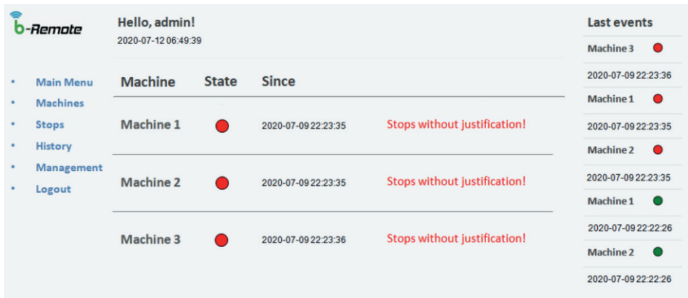 b-Remote
Hello, admin!
2020-07-12 06:49:39
Main Menu
Machines
Stops
History
Management
Logout
Machine State Since
Machine 1 2020-07-09 22:23:35 Stops without justification!
Machine 2 2020-07-09 22:23:35 Stops without justification!
Machine 3 2020-07-09 22:23:36 Stops without justification!
Last events
Machine 3
2020-07-09 22:23:36
Machine 1
2020-07-09 22:23:35
Machine 2
2020-07-09 22:23:35
Machine 1
2020-07-09 22:22:26
Machine 2
2020-07-09 22:22:26